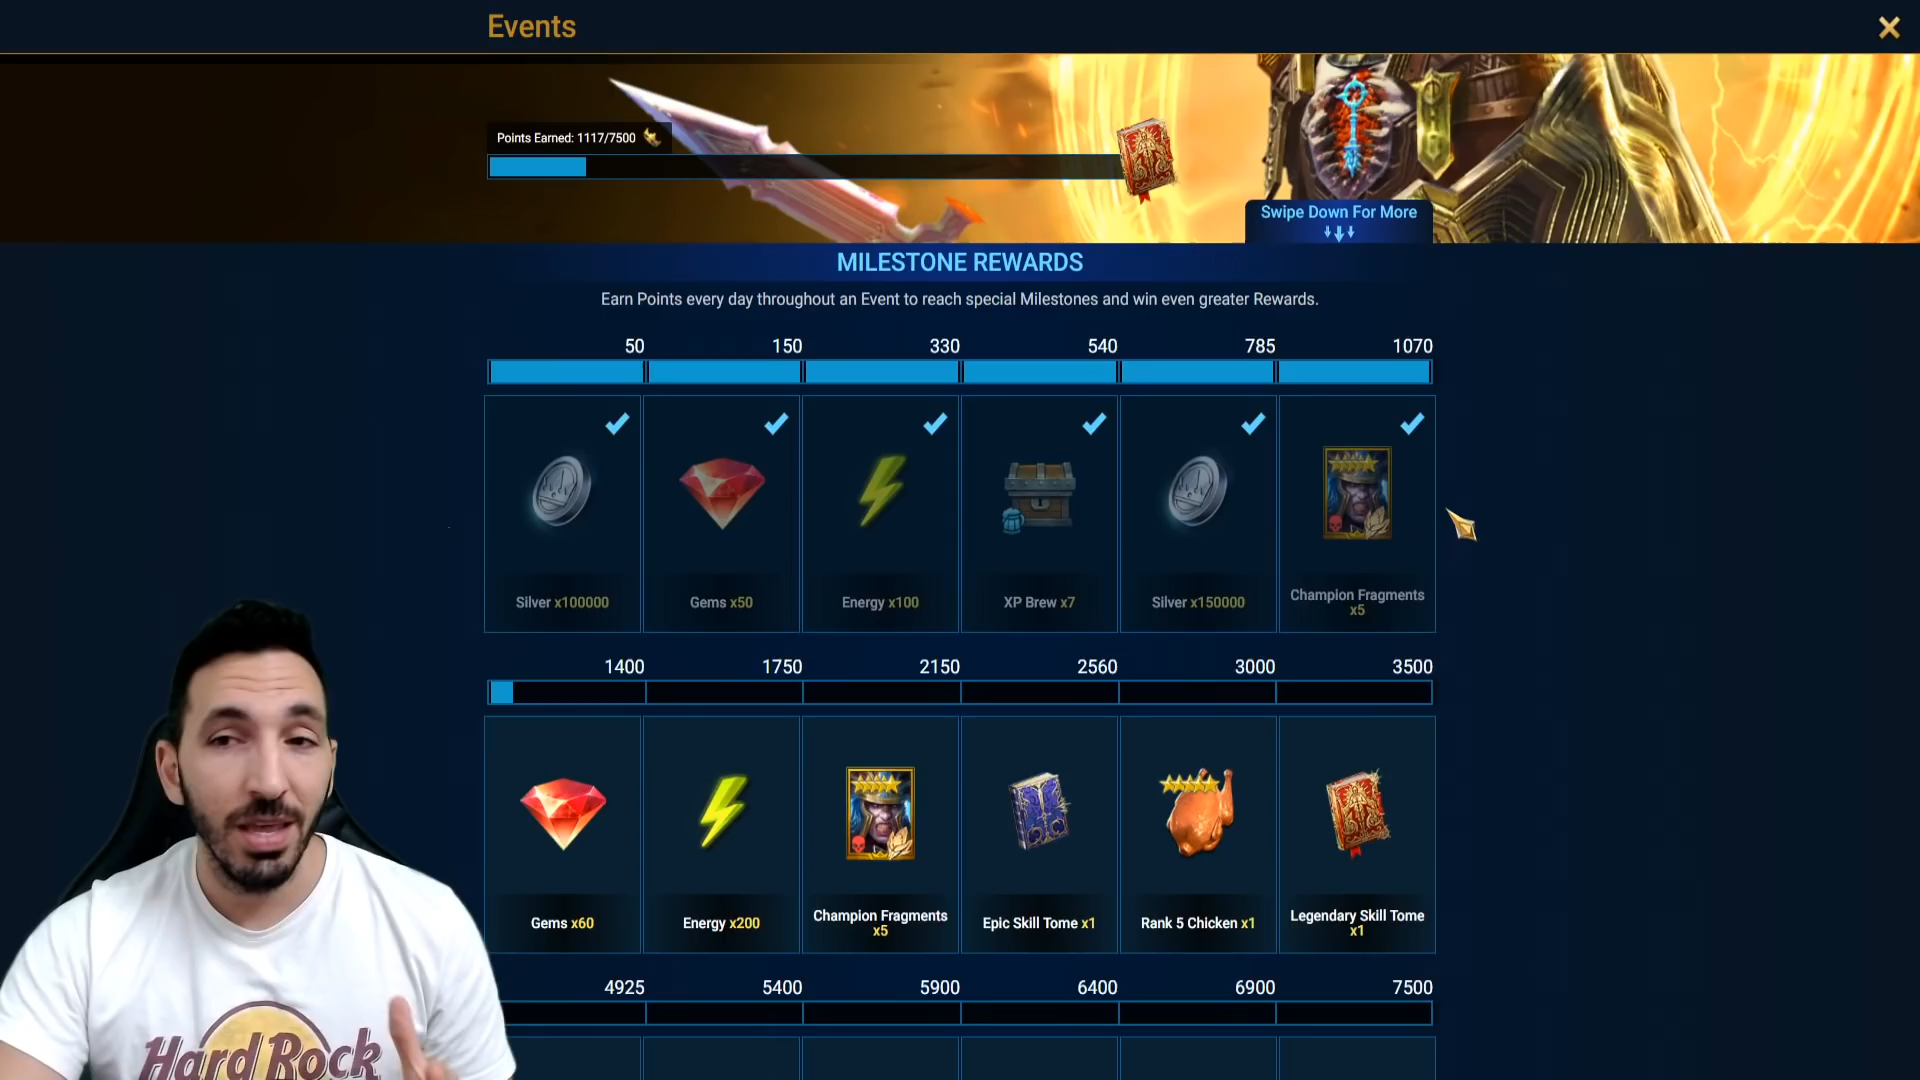 Events
Points Earned: 1117/7500
Swipe Down For More
MILESTONE REWARDS
Earn Points every day throughout an Event to reach special Milestones and win even greater Rewards.
50 150 330 540 785 1070
Silver x100000
Gems x50
Energy x100
XP Brew x7
Silver x150000
Champion Fragments
x5
1400 1750 2150 2560 3000 3500
Gems x60
Energy x200
Champion Fragments
x5
Epic Skill Tome x1
Rank 5 Chicken x1
Legendary Skill Tome
x1
4925 5400 5900 6400 6900 7500
Hard Rock